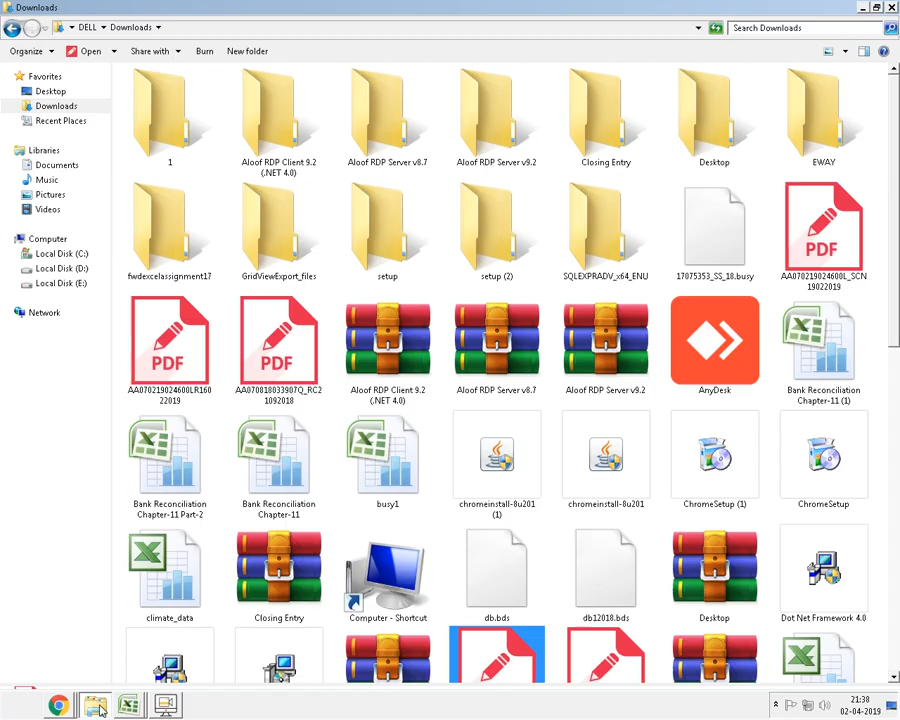 Downloads
DELL
Downloads
Search Downloads
Organize
Open
Share with
Burn
New folder
Favorites
Desktop
Downloads
Recent Places
Libraries
Documents
Music
Pictures
Videos
Computer
Local Disk (C:)
Local Disk (D:)
Local Disk (E:)
Network
1
Aloof RDP Client 9.2
(.NET 4.0)
Aloof RDP Server v8.7
Aloof RDP Server v9.2
Closing Entry
Desktop
EWAY
fwdexcelassignment17
GridViewExport_files
setup
setup (2)
SQLEXPRADV_x64_ENU
17075353_SS_18.busy
PDF
AA070219024600L_SCN
19022019
PDF
AA070219024600LR160
22019
PDF
AA070818033907Q_RC2
1092018
Aloof RDP Client 9.2
(.NET 4.0)
Aloof RDP Server v8.7
Aloof RDP Server v9.2
AnyDesk
Bank Reconciliation
Chapter-11 (1)
Bank Reconciliation
Chapter-11 Part-2
Bank Reconciliation
Chapter-11
busy1
chromeinstall-8u201
(1)
chromeinstall-8u201
ChromeSetup (1)
ChromeSetup
climate_data
Closing Entry
Computer - Shortcut
db.bds
db12018.bds
Desktop
Dot Net Framework 4.0
21:38
02-04-2019